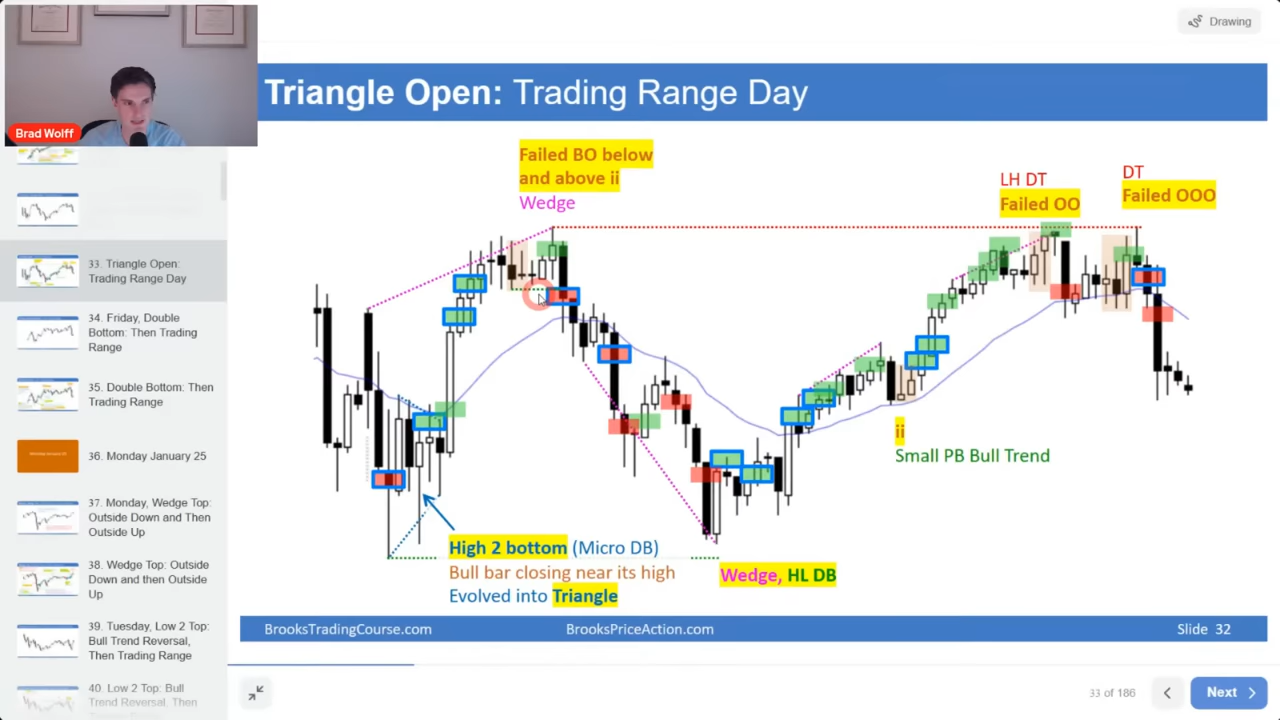 Drawing
Brad Wolff
Triangle Open: Trading Range Day
33. Triangle Open:
Trading Range Day
34. Friday, Double
Bottom: Then Trading
Range
35. Double Bottom: Then
Trading Range
36. Monday January 25
37. Monday, Wedge Top:
Outside Down and Then
Outside Up
38. Wedge Top: Outside
Down and then Outside
Up
39. Tuesday, Low 2 Top:
Bull Trend Reversal,
Then Trading Range
40. Low 2 Top: Bull
Trend Reversal, Then
Failed BO below
and above ii
Wedge
LH DT
Failed OO
DT
Failed OOO
ii
Small PB Bull Trend
High 2 bottom (Micro DB)
Bull bar closing near its high
Evolved into Triangle
Wedge, HL DB
BrooksTradingCourse.com
BrooksPriceAction.com
Slide 32
33 of 186
Next